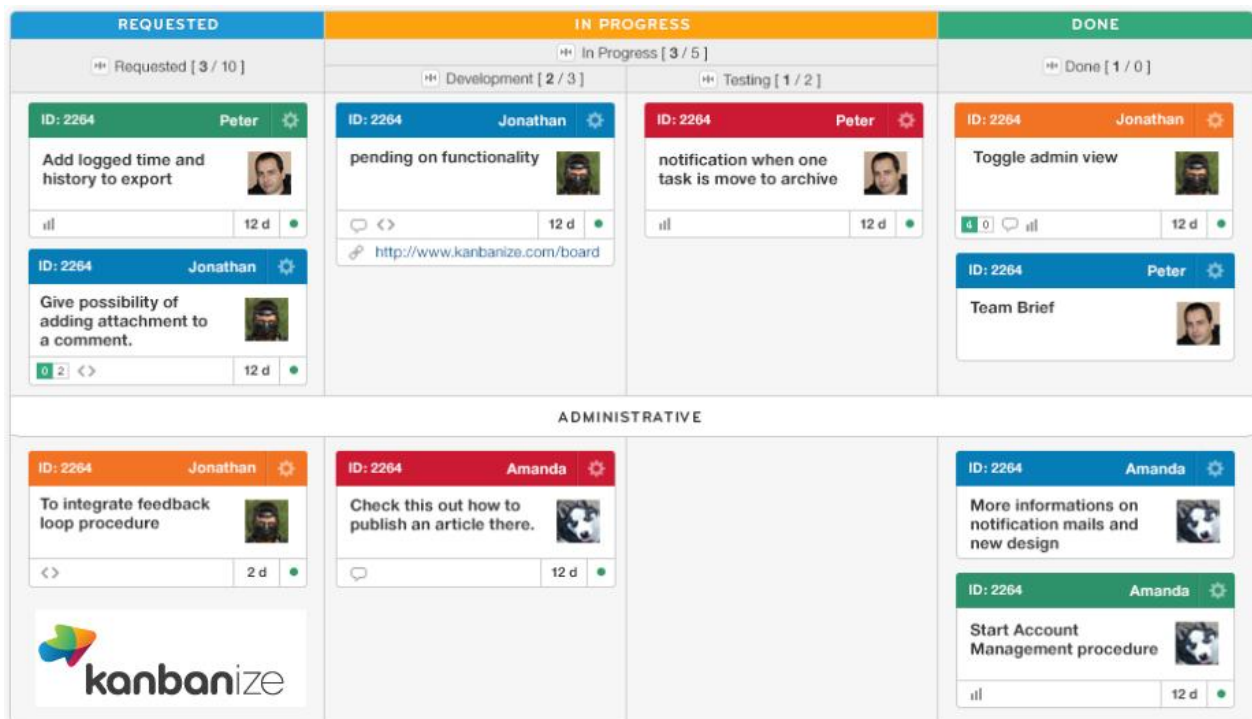 REQUESTED
IN PROGRESS
DONE
Requested [ 3 / 10 ]
In Progress [ 3 / 5 ]
Development [ 2 / 3 ]
Testing [ 1 / 2 ]
Done [ 1 / 0 ]
ID: 2264 Peter
Add logged time and
history to export
12 d
ID: 2264 Jonathan
Give possibility of
adding attachment to
a comment.
0 2 12 d
ID: 2264 Jonathan
pending on functionality
12 d
http://www.kanbanize.com/board
ID: 2264 Peter
notification when one
task is move to archive
12 d
ID: 2264 Jonathan
Toggle admin view
4 0 12 d
ID: 2264 Peter
Team Brief
ADMINISTRATIVE
ID: 2264 Jonathan
To integrate feedback
loop procedure
2 d
kanbanize
ID: 2264 Amanda
Check this out how to
publish an article there.
12 d
ID: 2264 Amanda
More informations on
notification mails and
new design
ID: 2264 Amanda
Start Account
Management procedure
12 d